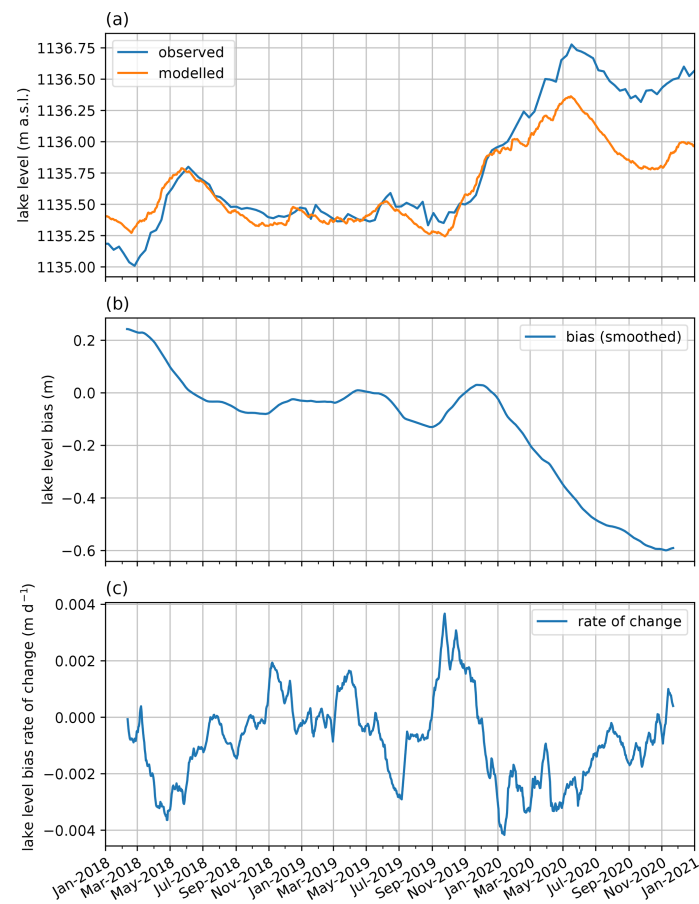 (a)
observed
modelled
lake level (m a.s.l.)
1136.75
1136.50
1136.25
1136.00
1135.75
1135.50
1135.25
1135.00
(b)
bias (smoothed)
lake level bias (m)
0.2
0.0
−0.2
−0.4
−0.6
(c)
rate of change
lake level bias rate of change (m d⁻¹)
0.004
0.002
0.000
−0.002
−0.004
Jan-2018
Mar-2018
May-2018
Jul-2018
Sep-2018
Nov-2018
Jan-2019
Mar-2019
May-2019
Jul-2019
Sep-2019
Nov-2019
Jan-2020
Mar-2020
May-2020
Jul-2020
Sep-2020
Nov-2020
Jan-2021